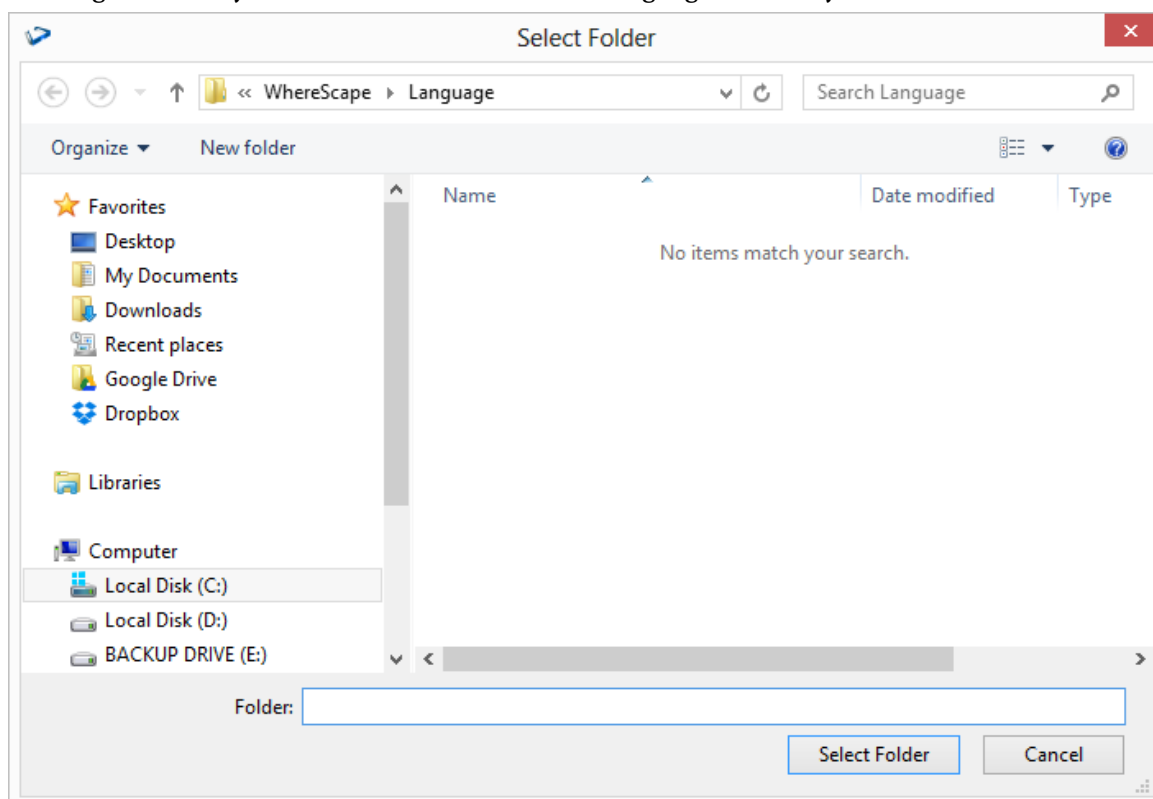 Select Folder
« WhereScape Language
Search Language
Organize New folder
Name Date modified Type
No items match your search.
Favorites
Desktop
My Documents
Downloads
Recent places
Google Drive
Dropbox
Libraries
Computer
Local Disk (C:)
Local Disk (D:)
BACKUP DRIVE (E:)
Folder:
Select Folder Cancel